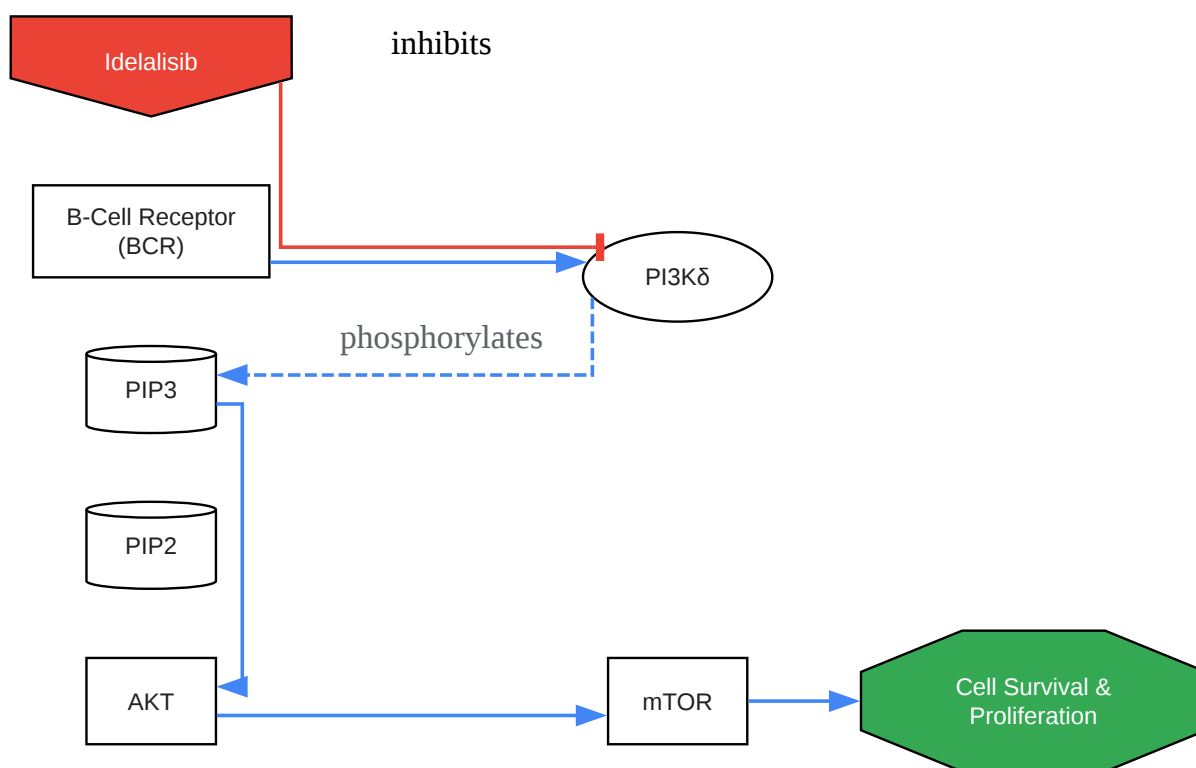 Idelalisib
inhibits
B-Cell Receptor
(BCR)
PI3Kδ
phosphorylates
PIP3
PIP2
AKT
mTOR
Cell Survival &
Proliferation